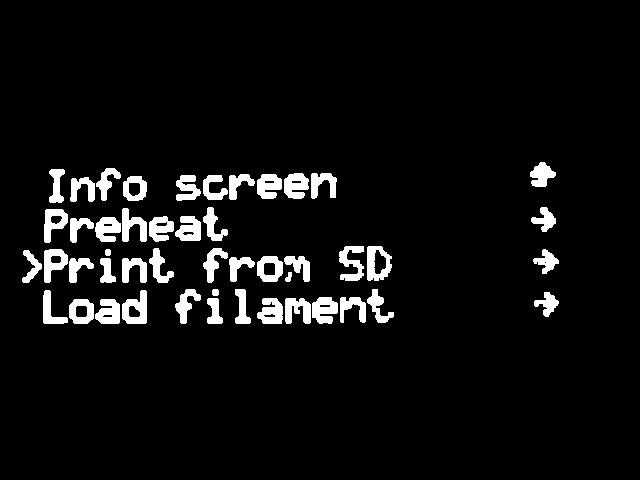 Info screen ↑
Preheat →
>Print from SD →
Load filament →